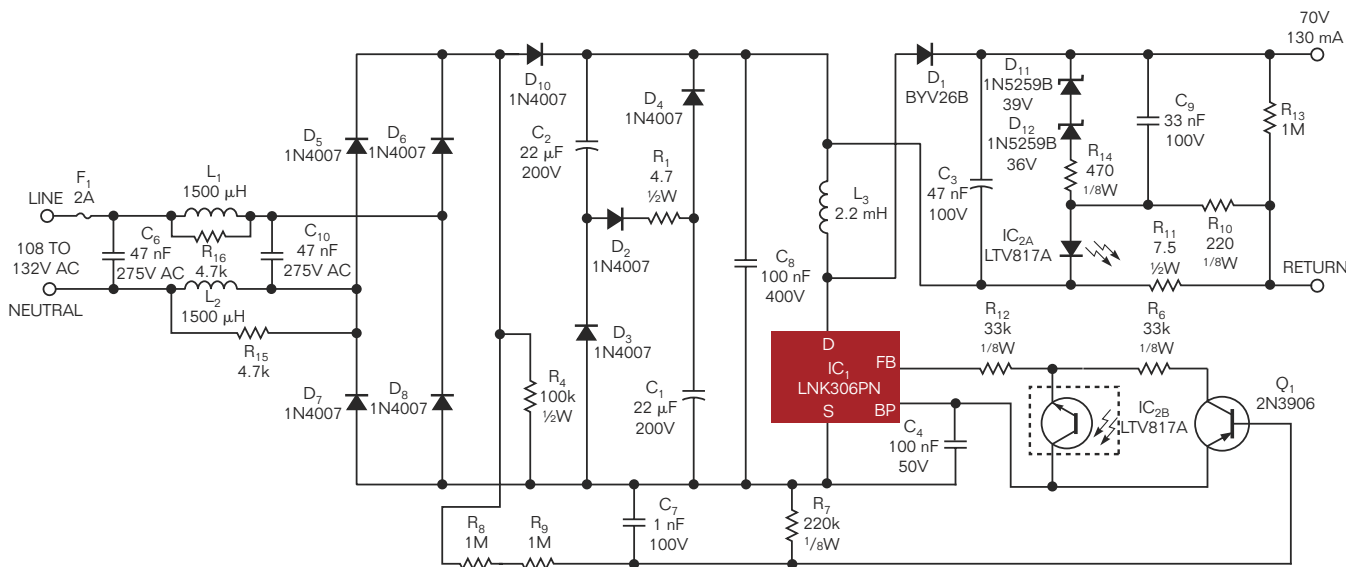 70V
130 mA
D10
1N4007
D1
BYV26B
D11
1N5259B
39V
D12
1N5259B
36V
C9
33 nF
100V
R13
1M
D5
1N4007
D6
1N4007
C2
22 µF
200V
D4
1N4007
R1
4.7
½W
R14
470
1/8W
F1
2A
L1
1500 µH
LINE
L3
2.2 mH
C3
47 nF
100V
R10
220
1/8W
R11
7.5
½W
IC2A
LTV817A
C6
47 nF
275V AC
R16
4.7k
C10
47 nF
275V AC
108 TO
132V AC
NEUTRAL
L2
1500 µH
D2
1N4007
C8
100 nF
400V
RETURN
R15
4.7k
D3
1N4007
R12
33k
1/8W
R6
33k
1/8W
D
IC1
LNK306PN
FB
BP
S
D7
1N4007
D8
1N4007
R4
100k
½W
C1
22 µF
200V
Q1
2N3906
IC2B
LTV817A
C4
100 nF
50V
C7
1 nF
100V
R7
220k
1/8W
R8
1M
R9
1M